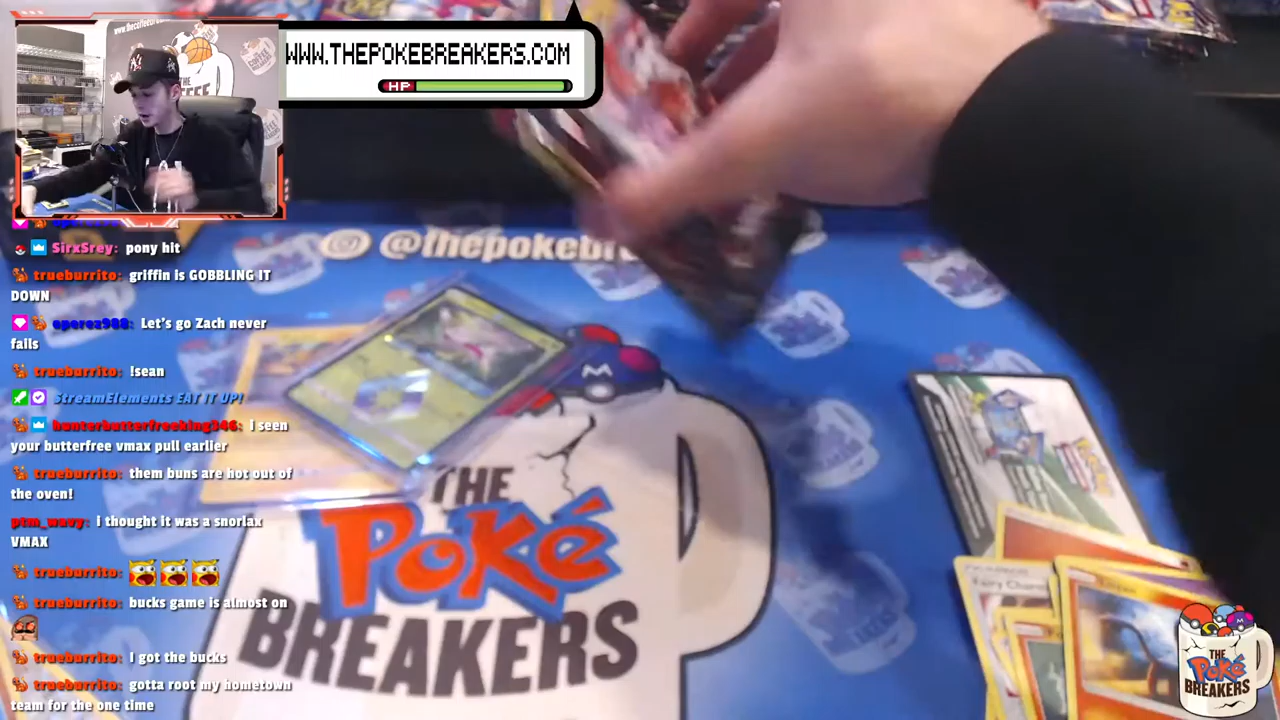 WWW.THEPOKEBREAKERS.COM
HP
@thepokebr
SirxSrey: pony hit
trueburrito: griffin is GOBBLING IT
DOWN
aperez988: Let's go Zach never
fails
trueburrito: !sean
StreamElements EAT IT UP!
hunterbutterfreeking346: I seen
your butterfree vmax pull earlier
trueburrito: them buns are hot out of
the oven!
pim_wavy: i thought it was a snorlax
VMAX
trueburrito:
trueburrito: bucks game is almost on
trueburrito: I got the bucks
trueburrito: gotta root my hometown
team for the one time
M
THE
Poké
BREAKERS
Fairy Charm
THE
Poké
BREAKERS